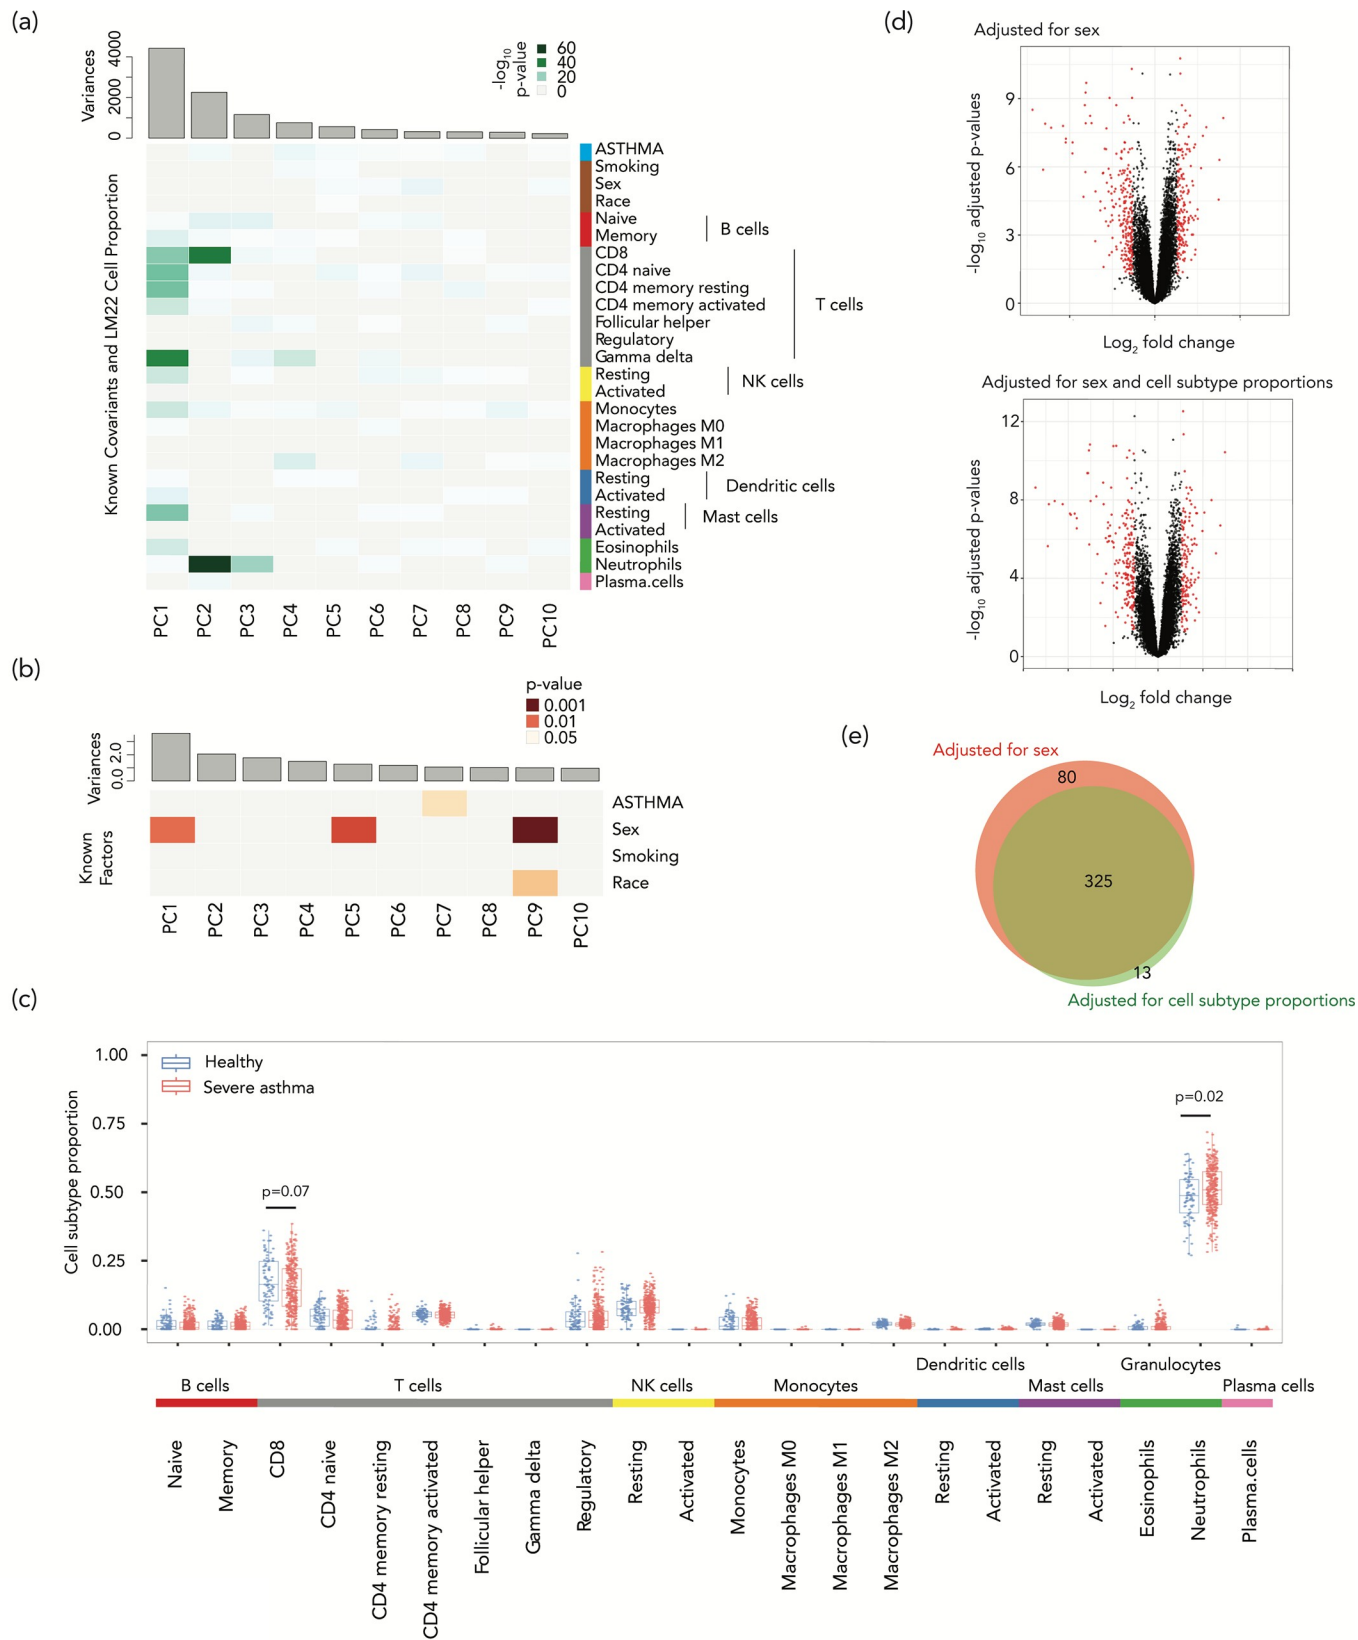 (a)
Variances
0
2000
4000
-log10
p-value
60
40
20
0
Known Covariants and LM22 Cell Proportion
ASTHMA
Smoking
Sex
Race
Naive
Memory
B cells
CD8
CD4 naive
CD4 memory resting
CD4 memory activated
Follicular helper
Regulatory
Gamma delta
T cells
Resting
Activated
NK cells
Monocytes
Macrophages M0
Macrophages M1
Macrophages M2
Resting
Activated
Dendritic cells
Resting
Activated
Mast cells
Eosinophils
Neutrophils
Plasma.cells
PC1
PC2
PC3
PC4
PC5
PC6
PC7
PC8
PC9
PC10
(b)
p-value
0.001
0.01
0.05
Variances
0.0
2.0
Known
Factors
ASTHMA
Sex
Smoking
Race
PC1
PC2
PC3
PC4
PC5
PC6
PC7
PC8
PC9
PC10
(c)
Cell subtype proportion
1.00
0.75
0.50
0.25
0.00
Healthy
Severe asthma
p=0.07
p=0.02
B cells
T cells
NK cells
Monocytes
Dendritic cells
Mast cells
Granulocytes
Plasma cells
Naive
Memory
CD8
CD4 naive
CD4 memory resting
CD4 memory activated
Follicular helper
Gamma delta
Regulatory
Resting
Activated
Monocytes
Macrophages M0
Macrophages M1
Macrophages M2
Resting
Activated
Resting
Activated
Eosinophils
Neutrophils
Plasma.cells
(d)
Adjusted for sex
-log10 adjusted p-values
9
6
3
0
Log2 fold change
Adjusted for sex and cell subtype proportions
-log10 adjusted p-values
12
8
4
0
Log2 fold change
(e)
Adjusted for sex
80
325
13
Adjusted for cell subtype proportions